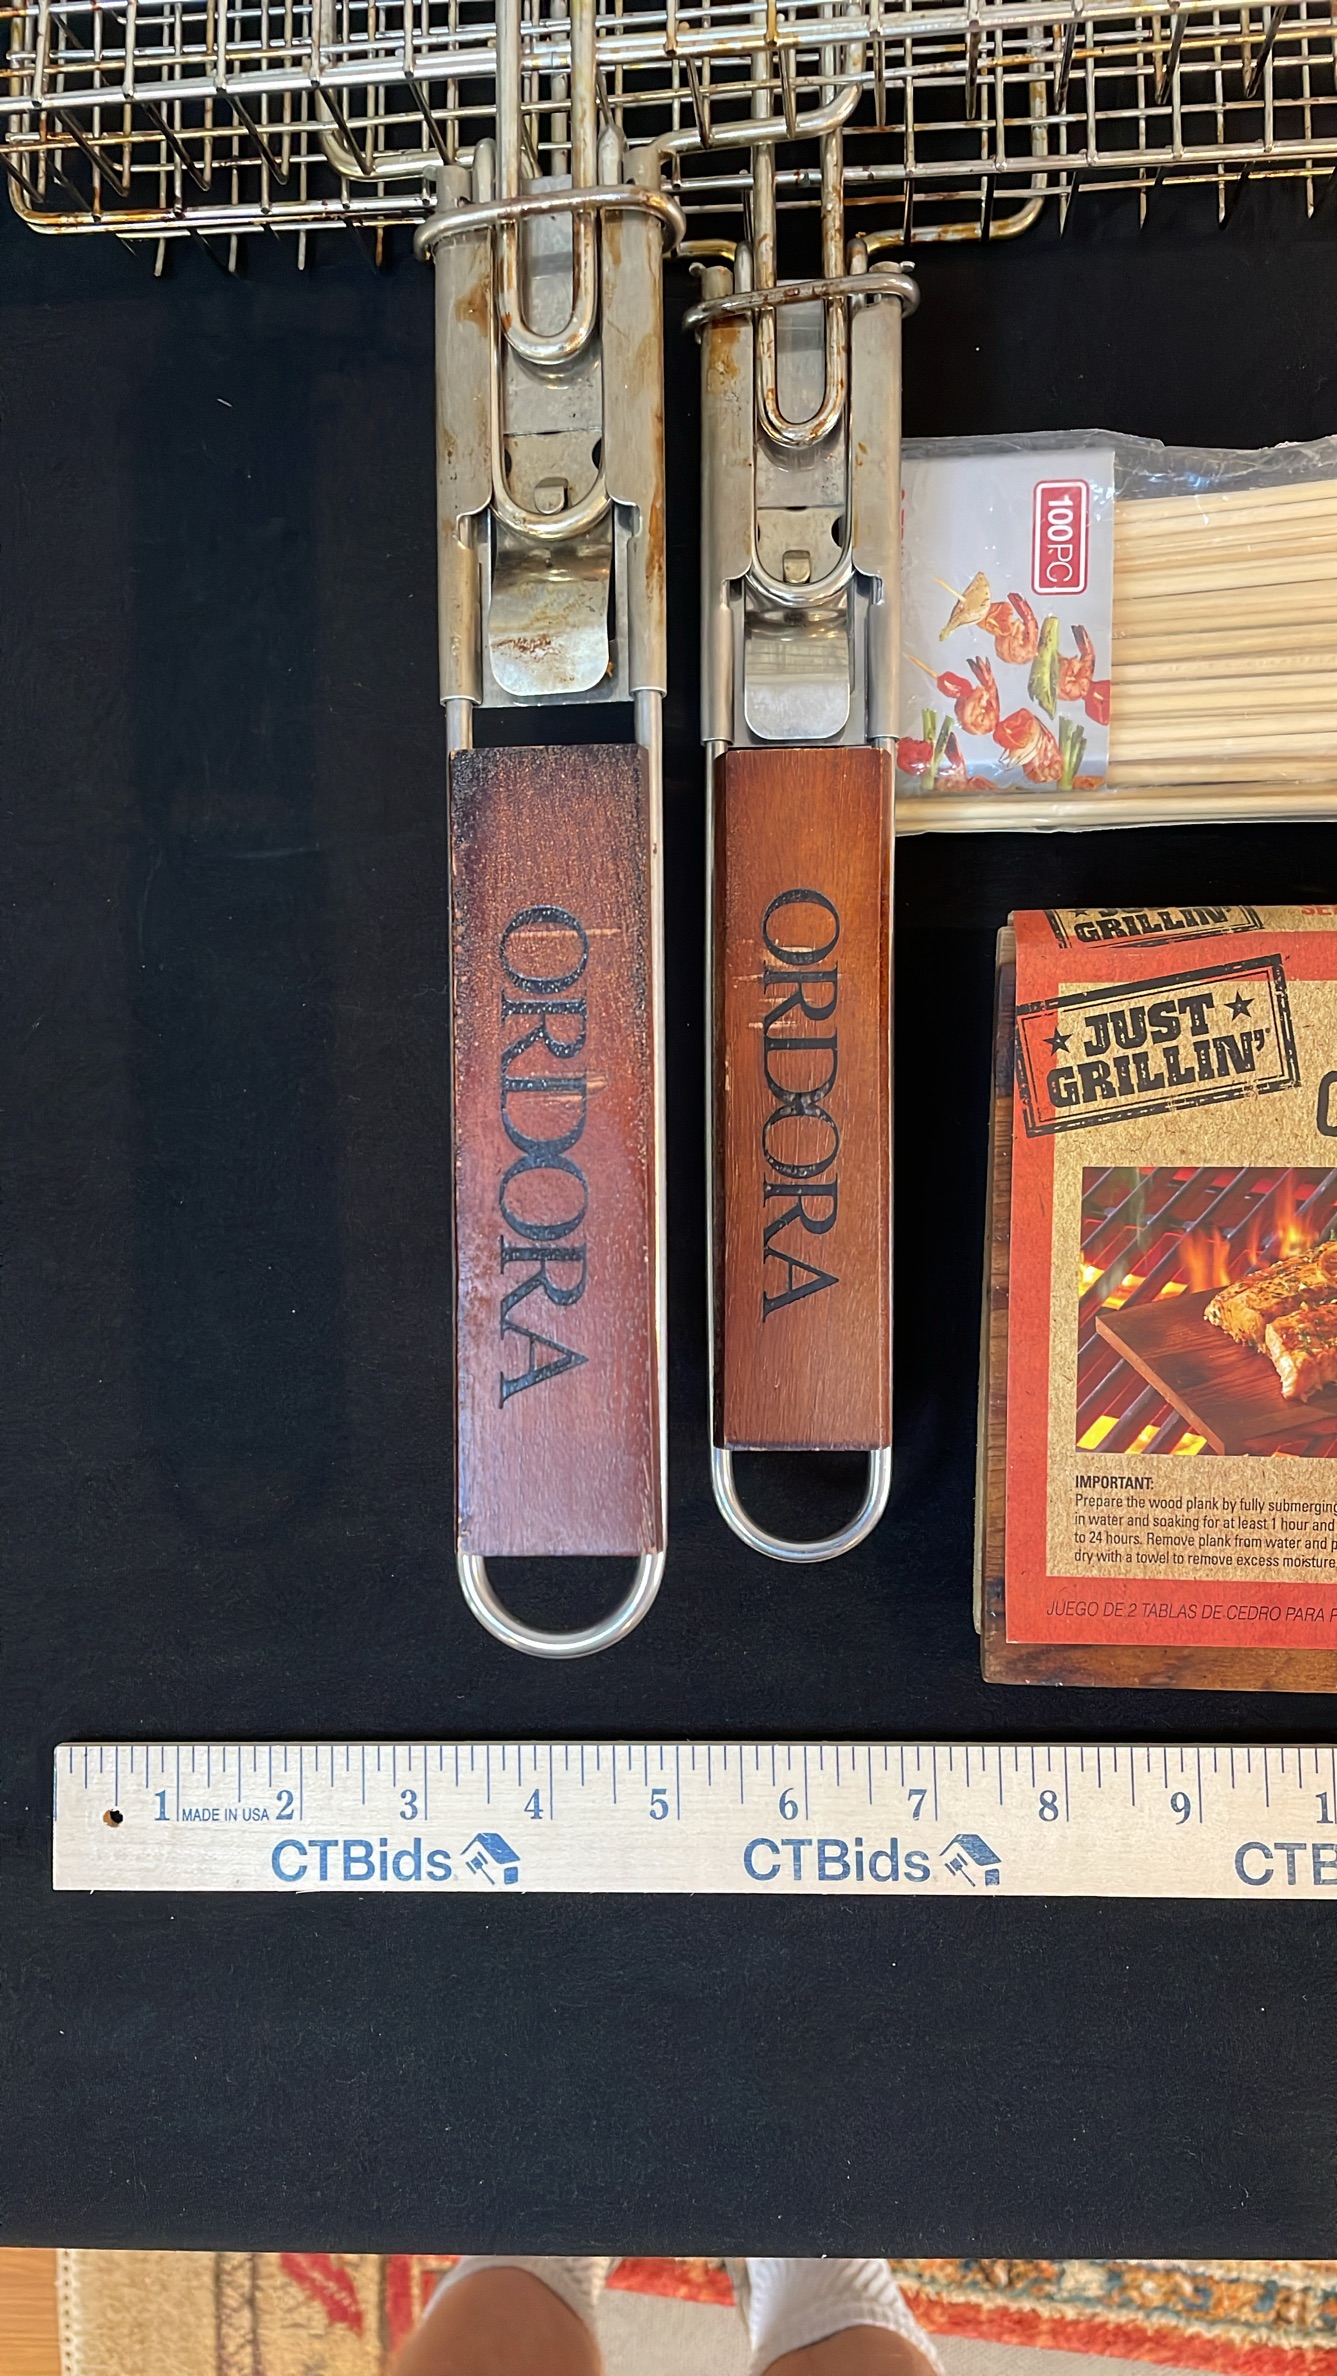 100PC
ORDORA
ORDORA
GRILLIN'
JUST
GRILLIN'
IMPORTANT:
Prepare the wood plank by fully submerging
in water and soaking for at least 1 hour and
to 24 hours. Remove plank from water and
dry with a towel to remove excess moisture
JUEGO DE 2 TABLAS DE CEDRO PARA
1 MADE IN USA 2 3 4 5 6 7 8 9 1
CTBids CTBids CTB